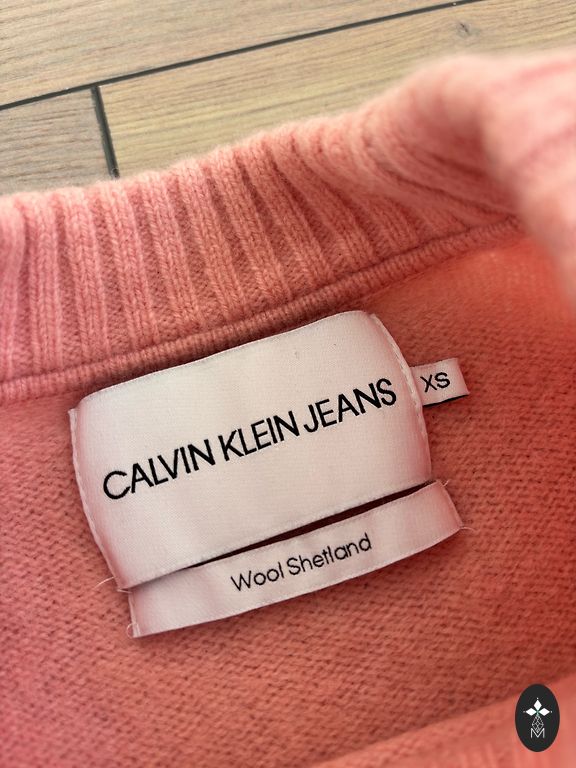 CALVIN KLEIN JEANS
XS
Wool Shetland
M